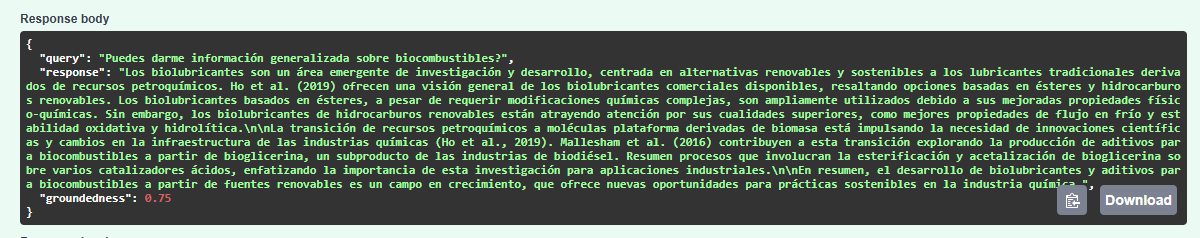 Response body
{
  "query": "Puedes darme información generalizada sobre biocombustibles?",
  "response": "Los biolubricantes son un área emergente de investigación y desarrollo, centrada en alternativas renovables y sostenibles a los lubricantes tradicionales deriva
dos de recursos petroquímicos. Ho et al. (2019) ofrecen una visión general de los biolubricantes comerciales disponibles, resaltando opciones basadas en ésteres y hidrocarburo
s renovables. Los biolubricantes basados en ésteres, a pesar de requerir modificaciones químicas complejas, son ampliamente utilizados debido a sus mejoradas propiedades físic
o-químicas. Sin embargo, los biolubricantes de hidrocarburos renovables están atrayendo atención por sus cualidades superiores, como mejores propiedades de flujo en frío y est
abilidad oxidativa y hidrolítica.\n\nLa transición de recursos petroquímicos a moléculas plataforma derivadas de biomasa está impulsando la necesidad de innovaciones científic
as y cambios en la infraestructura de las industrias químicas (Ho et al., 2019). Mallesham et al. (2016) contribuyen a esta transición explorando la producción de aditivos par
a biocombustibles a partir de bioglicerina, un subproducto de las industrias de biodiésel. Resumen procesos que involucran la esterificación y acetalización de bioglicerina so
bre varios catalizadores ácidos, enfatizando la importancia de esta investigación para aplicaciones industriales.\n\nEn resumen, el desarrollo de biolubricantes y aditivos par
a biocombustibles a partir de fuentes renovables es un campo en crecimiento, que ofrece nuevas oportunidades para prácticas sostenibles en la industria química.",
  "groundedness": 0.75
}
Download